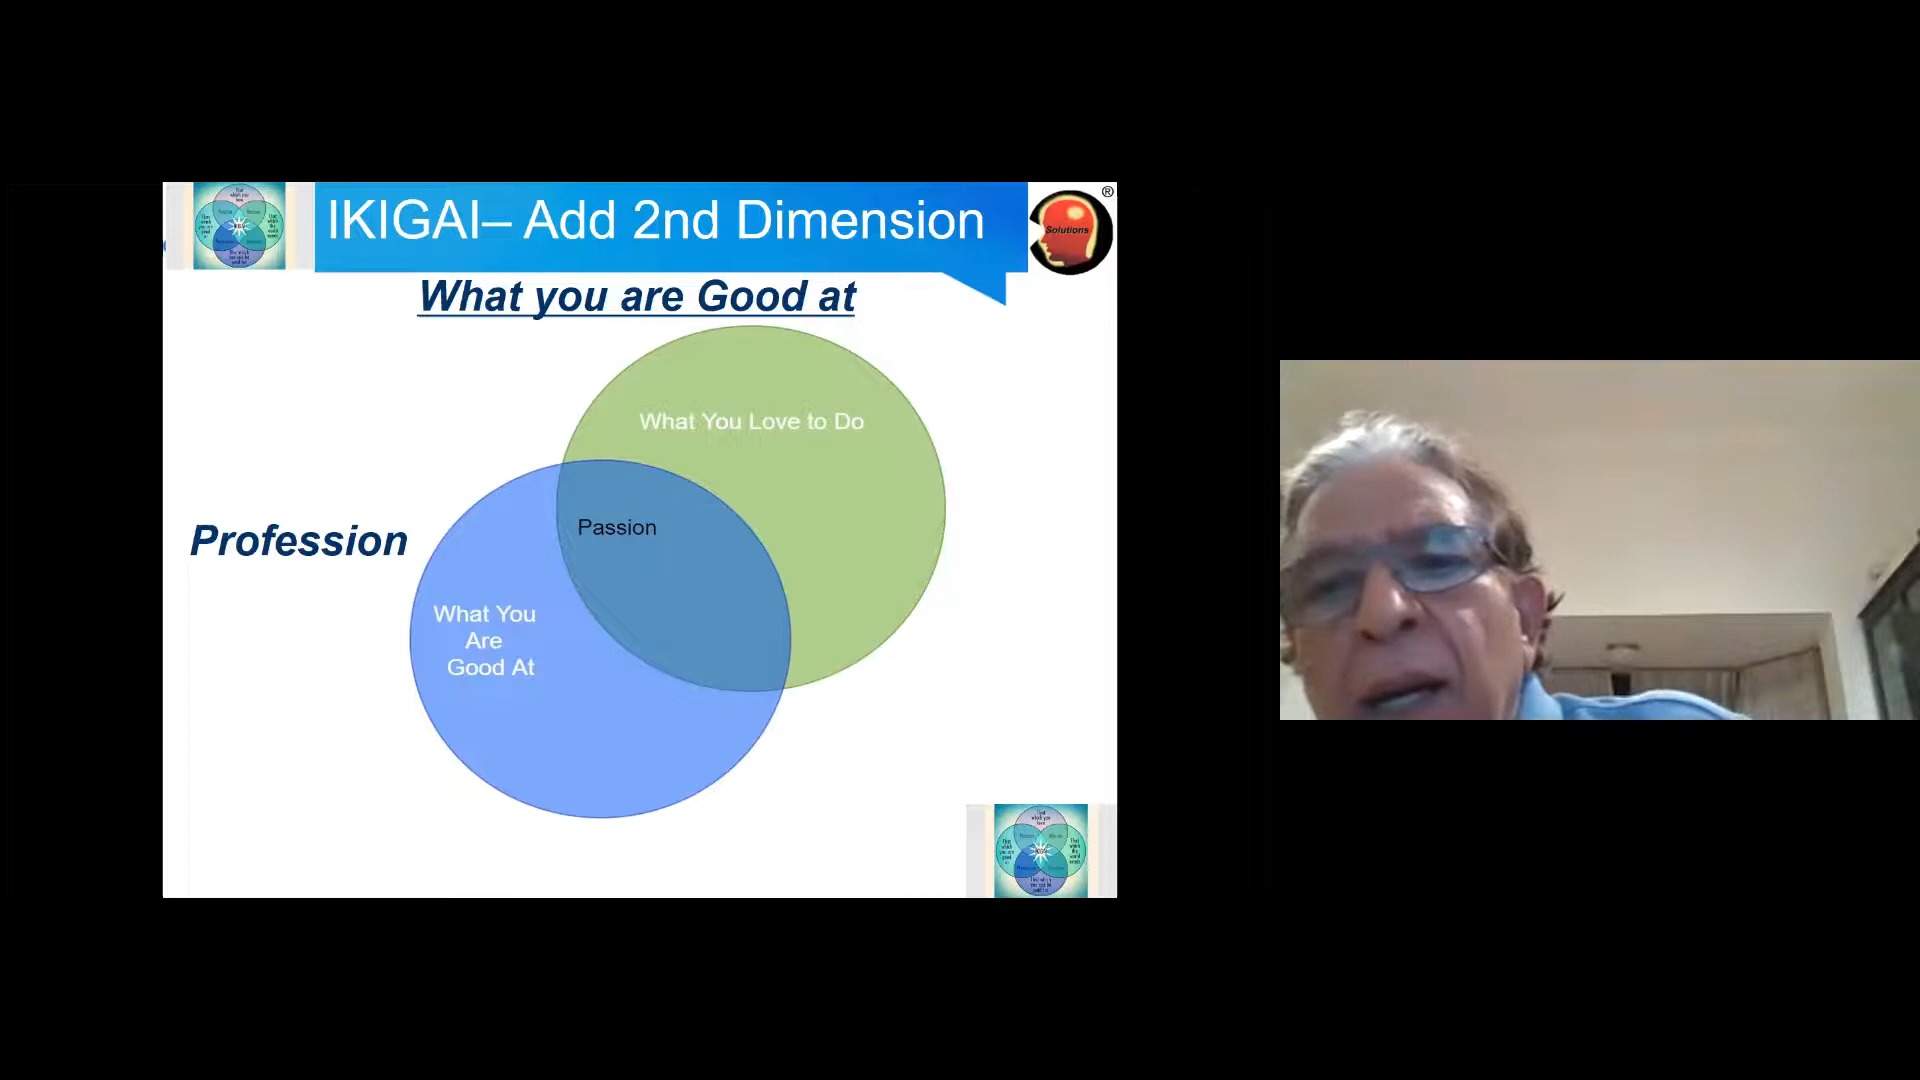 IKIGAI– Add 2nd Dimension
®
Solutions
What you are Good at
What You Love to Do
Passion
Profession
What You
Are
Good At